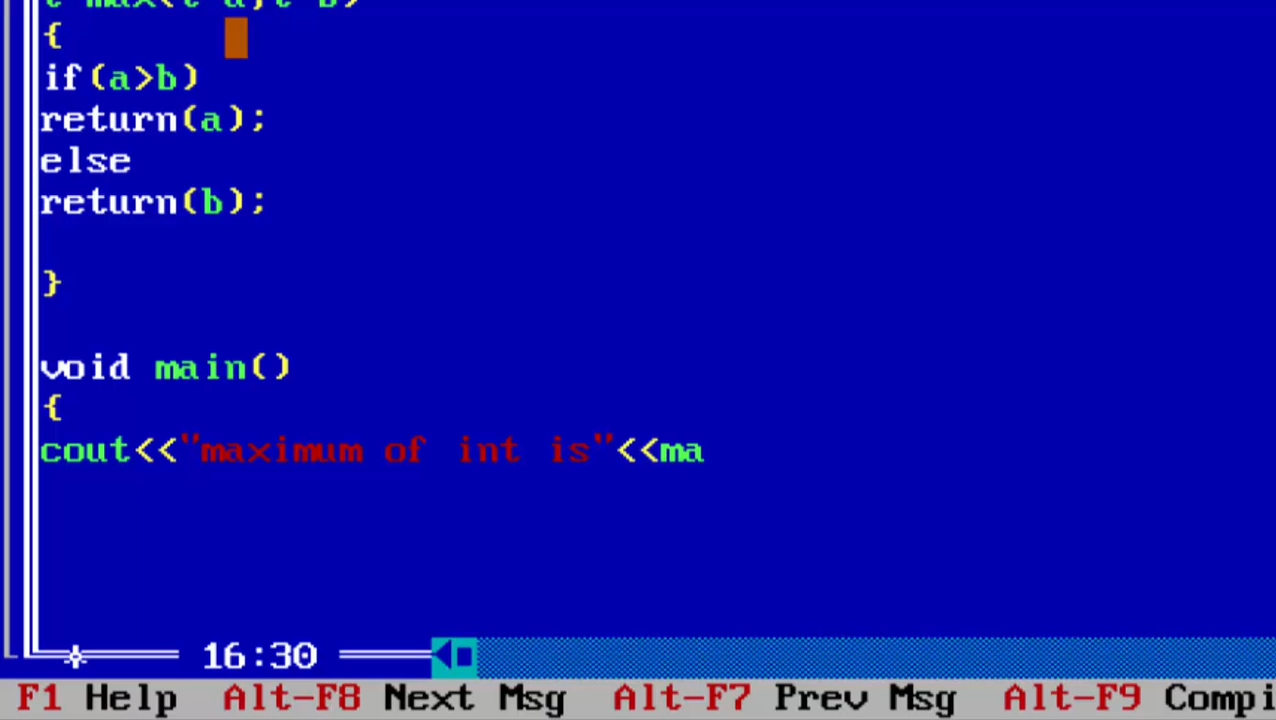 t max(t a,t b)
{
if(a>b)
return(a);
else
return(b);
}
void main()
{
cout<<"maximum of int is"<<ma
16:30
F1 Help Alt-F8 Next Msg Alt-F7 Prev Msg Alt-F9 Compi